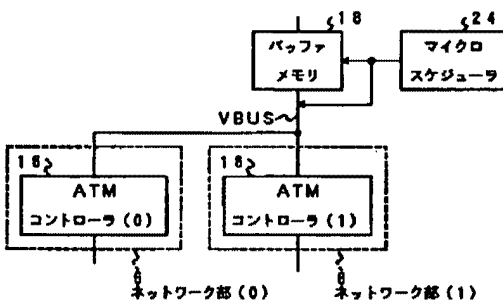 18
24
バッファ
メモリ
マイクロ
スケジューラ
VBUS
16
ATM
コントローラ(0)
18
ATM
コントローラ(1)
6
ネットワーク部(0)
6
ネットワーク部(1)